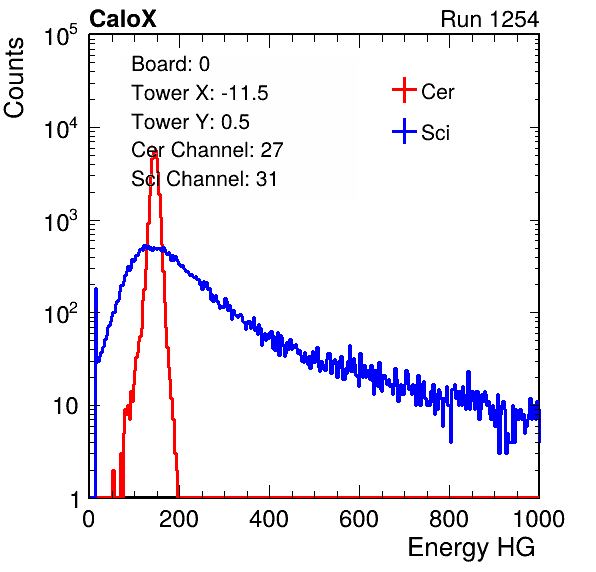 CaloX Run 1254
Counts
Board: 0
Tower X: -11.5
Tower Y: 0.5
Cer Channel: 27
Sci Channel: 31
Cer
Sci
10^5
10^4
10^3
10^2
10
1
0 200 400 600 800 1000
Energy HG